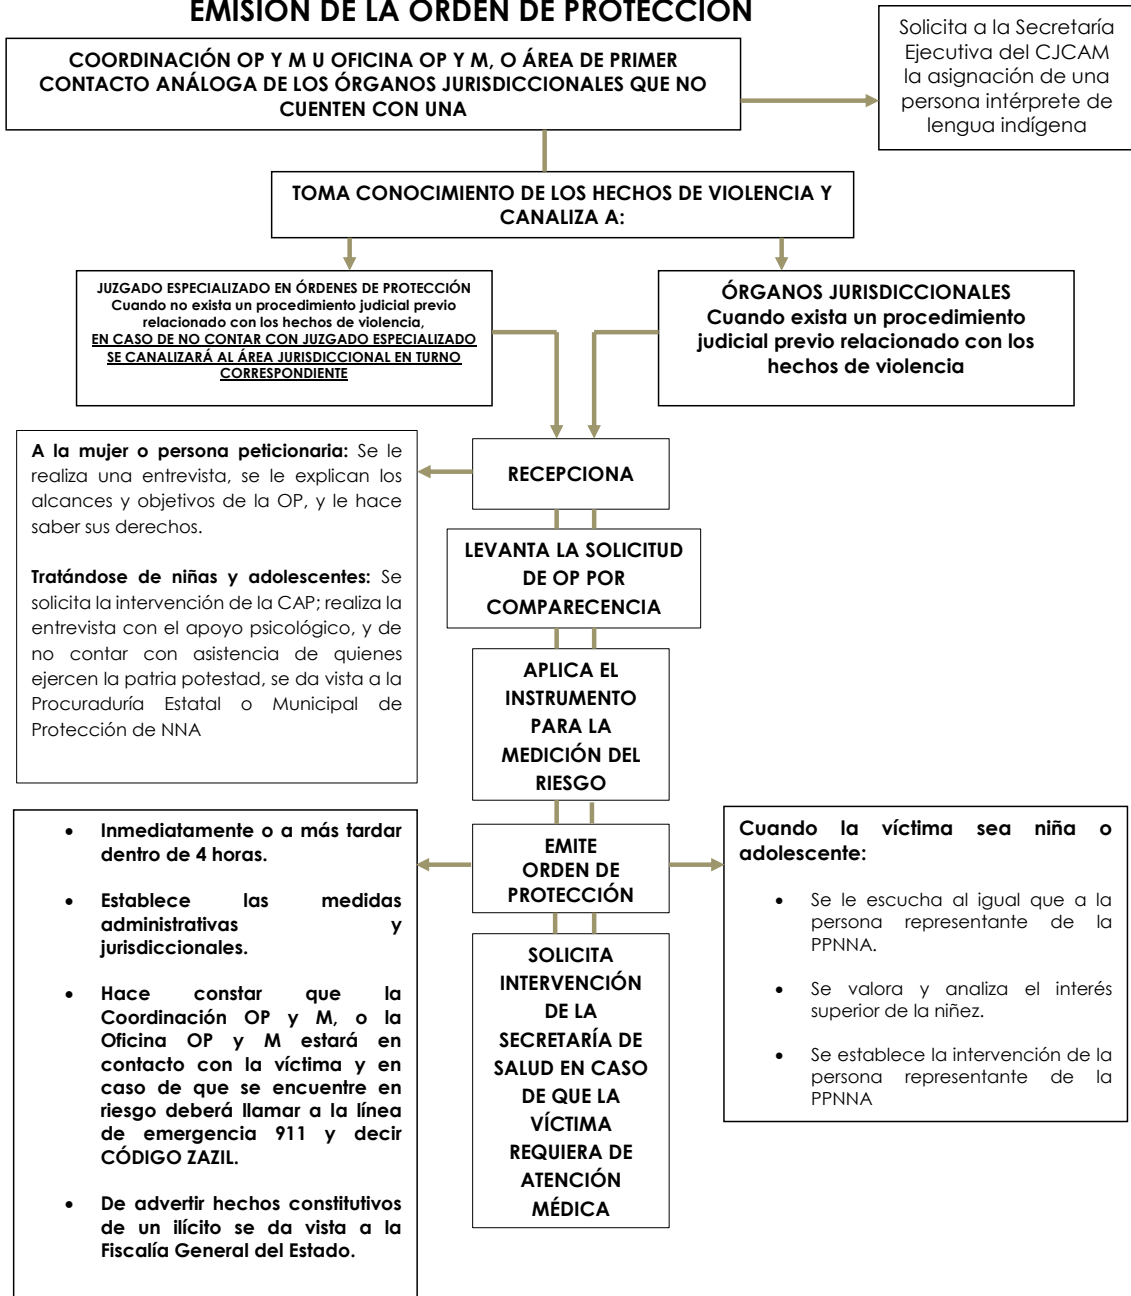 EMISIÓN DE LA ORDEN DE PROTECCIÓN
COORDINACIÓN OP Y M U OFICINA OP Y M, O ÁREA DE PRIMER
CONTACTO ANÁLOGA DE LOS ÓRGANOS JURISDICCIONALES QUE NO
CUENTEN CON UNA
Solicita a la Secretaría
Ejecutiva del CJCAM
la asignación de una
persona intérprete de
lengua indígena
TOMA CONOCIMIENTO DE LOS HECHOS DE VIOLENCIA Y
CANALIZA A:
JUZGADO ESPECIALIZADO EN ÓRDENES DE PROTECCIÓN
Cuando no exista un procedimiento judicial previo
relacionado con los hechos de violencia,
EN CASO DE NO CONTAR CON JUZGADO ESPECIALIZADO
SE CANALIZARÁ AL ÁREA JURISDICCIONAL EN TURNO
CORRESPONDIENTE
ÓRGANOS JURISDICCIONALES
Cuando exista un procedimiento
judicial previo relacionado con los
hechos de violencia
A la mujer o persona peticionaria: Se le
realiza una entrevista, se le explican los
alcances y objetivos de la OP, y le hace
saber sus derechos.
Tratándose de niñas y adolescentes: Se
solicita la intervención de la CAP; realiza la
entrevista con el apoyo psicológico, y de
no contar con asistencia de quienes
ejercen la patria potestad, se da vista a la
Procuraduría Estatal o Municipal de
Protección de NNA
RECEPCIONA
LEVANTA LA SOLICITUD
DE OP POR
COMPARECENCIA
APLICA EL
INSTRUMENTO
PARA LA
MEDICIÓN DEL
RIESGO
• Inmediatamente o a más tardar
dentro de 4 horas.
• Establece las medidas
administrativas y
jurisdiccionales.
• Hace constar que la
Coordinación OP y M, o la
Oficina OP y M estará en
contacto con la víctima y en
caso de que se encuentre en
riesgo deberá llamar a la línea
de emergencia 911 y decir
CÓDIGO ZAZIL.
• De advertir hechos constitutivos
de un ilícito se da vista a la
Fiscalía General del Estado.
EMITE
ORDEN DE
PROTECCIÓN
SOLICITA
INTERVENCIÓN
DE LA
SECRETARÍA DE
SALUD EN CASO
DE QUE LA
VÍCTIMA
REQUIERA DE
ATENCIÓN
MÉDICA
Cuando la víctima sea niña o
adolescente:
• Se le escucha al igual que a la
persona representante de la
PPNNA.
• Se valora y analiza el interés
superior de la niñez.
• Se establece la intervención de la
persona representante de la
PPNNA